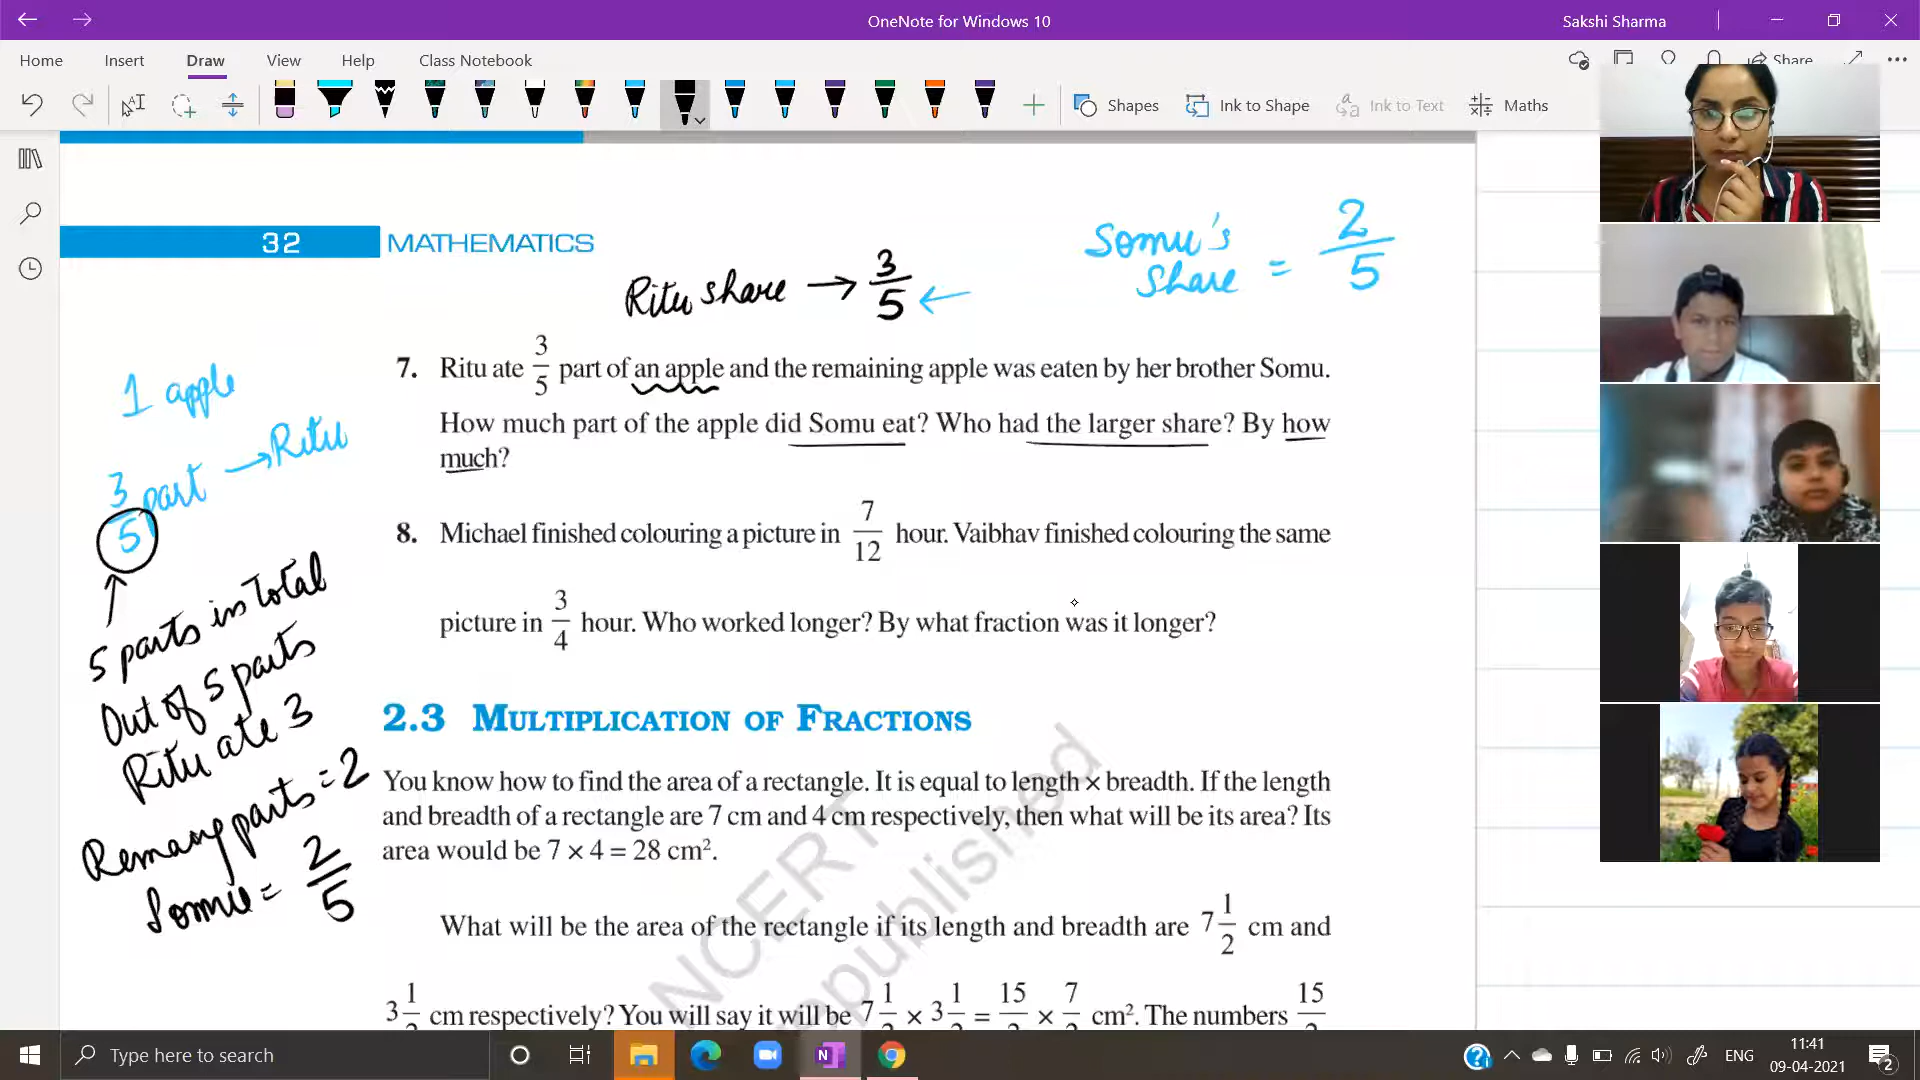 OneNote for Windows 10
Sakshi Sharma
Home Insert Draw View Help Class Notebook
Share
Shapes Ink to Shape Ink to Text Maths
32 MATHEMATICS
Ritu share → 3/5 ←
Somu's
Share = 2/5
7. Ritu ate 3/5 part of an apple and the remaining apple was eaten by her brother Somu.
How much part of the apple did Somu eat? Who had the larger share? By how
much?
8. Michael finished colouring a picture in 7/12 hour. Vaibhav finished colouring the same
picture in 3/4 hour. Who worked longer? By what fraction was it longer?
1 apple
3/5 part → Ritu
5 parts in total
Out of 5 parts
Ritu ate 3
Remang parts = 2
Somu = 2/5
2.3 MULTIPLICATION OF FRACTIONS
You know how to find the area of a rectangle. It is equal to length × breadth. If the length
and breadth of a rectangle are 7 cm and 4 cm respectively, then what will be its area? Its
area would be 7 × 4 = 28 cm².
What will be the area of the rectangle if its length and breadth are 7 1/2 cm and
3 1/2 cm respectively? You will say it will be 7 1/2 × 3 1/2 = 15/2 × 7/2 cm². The numbers 15/2
NCERT
republished
Type here to search
ENG
11:41
09-04-2021
2